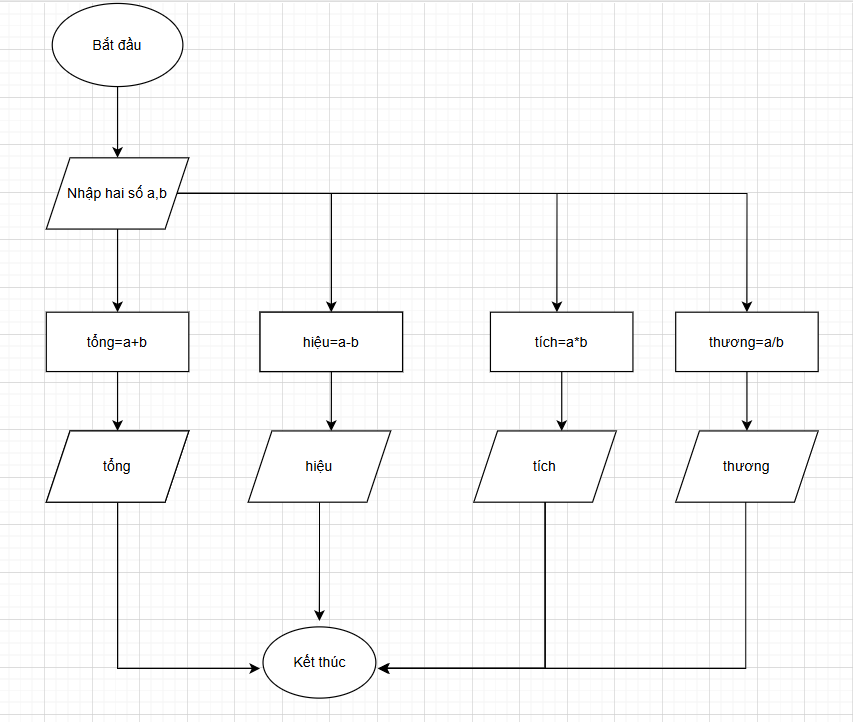 Bắt đầu
Nhập hai số a,b
tổng=a+b
hiệu=a-b
tích=a*b
thương=a/b
tổng
hiệu
tích
thương
Kết thúc